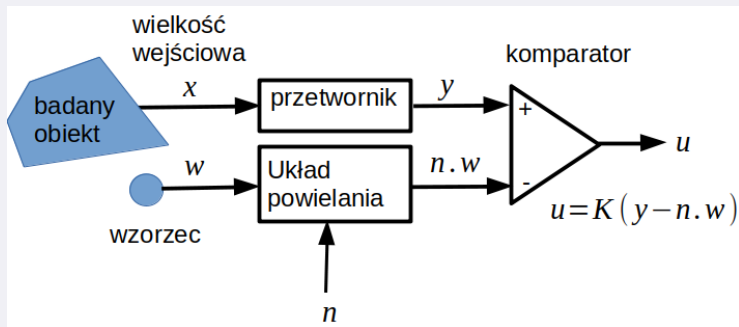 wielkość
wejściowa
komparator
badany
obiekt
x
przetwornik
y
+
u
w
Układ
powielania
n.w
-
u=K(y-n.w)
wzorzec
n